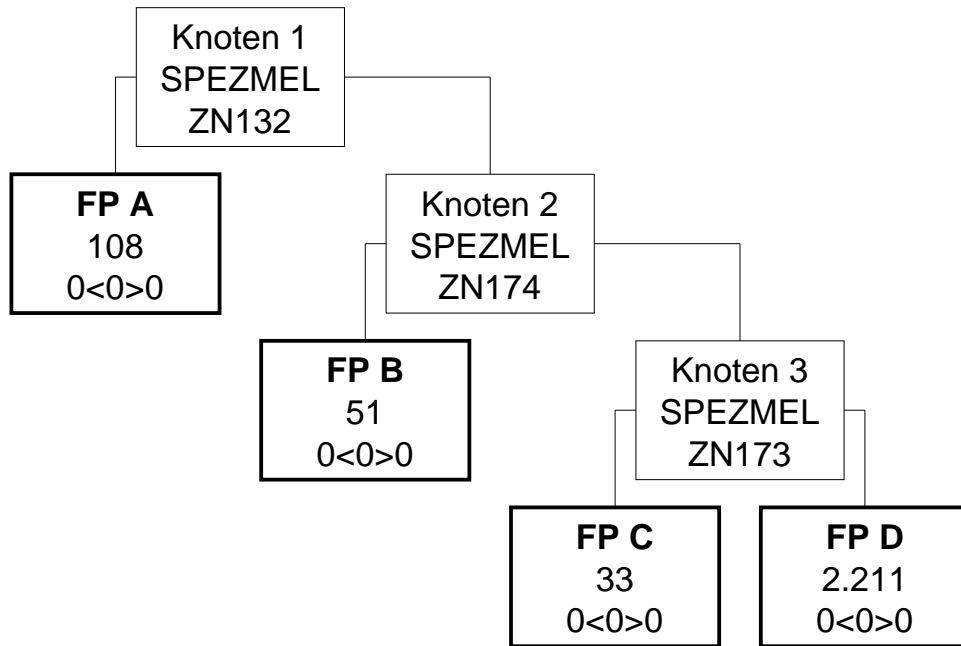 Knoten 1
SPEZMEL
ZN132
FP A
108
0<0>0
Knoten 2
SPEZMEL
ZN174
FP B
51
0<0>0
Knoten 3
SPEZMEL
ZN173
FP C
33
0<0>0
FP D
2.211
0<0>0